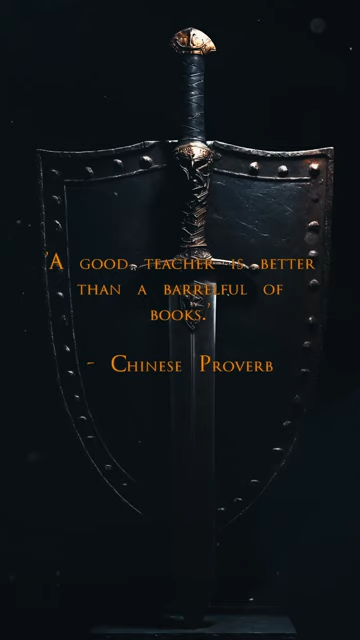 'A GOOD TEACHER IS BETTER
THAN A BARRELFUL OF
BOOKS.'
- CHINESE PROVERB